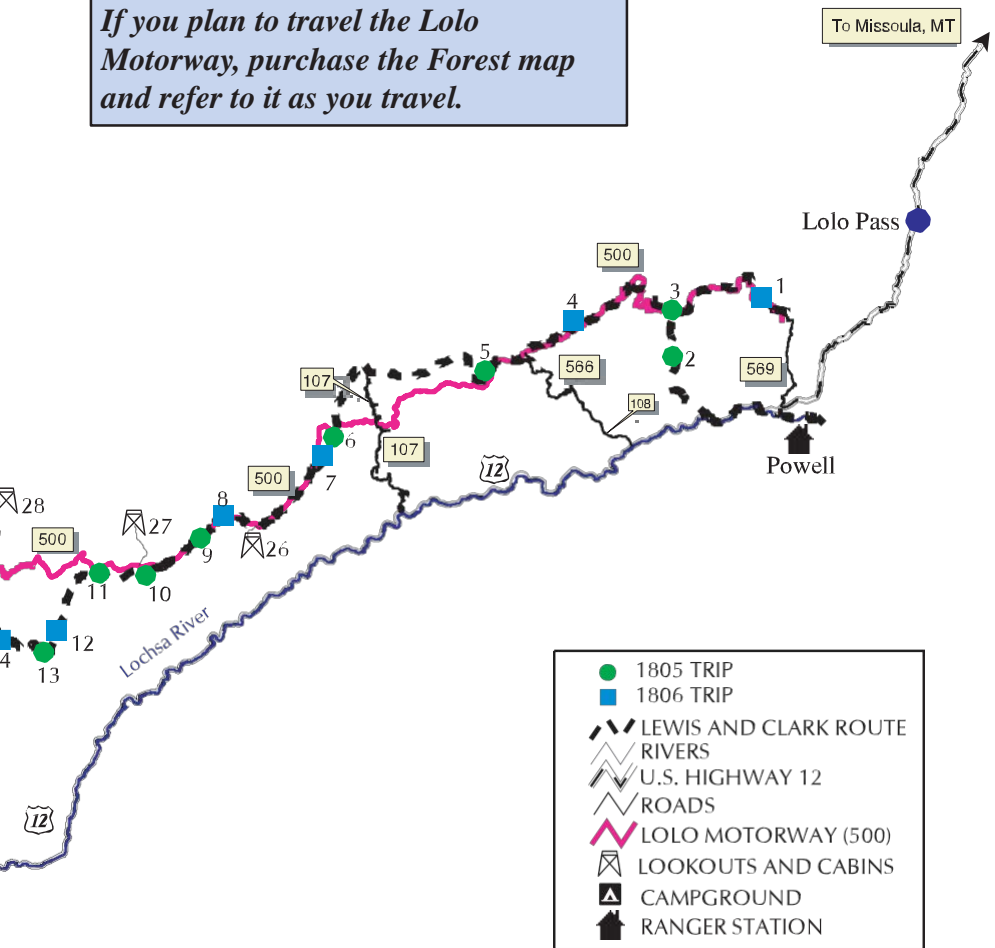 If you plan to travel the Lolo
Motorway, purchase the Forest map
and refer to it as you travel.
To Missoula, MT
Lolo Pass
500
3
1
4
2
5
566
569
107
108
6
107
Powell
12
7
500
8
28
27
500
9
26
11
10
12
4
13
Lochsa River
12
1805 TRIP
1806 TRIP
LEWIS AND CLARK ROUTE
RIVERS
U.S. HIGHWAY 12
ROADS
LOLO MOTORWAY (500)
LOOKOUTS AND CABINS
CAMPGROUND
RANGER STATION